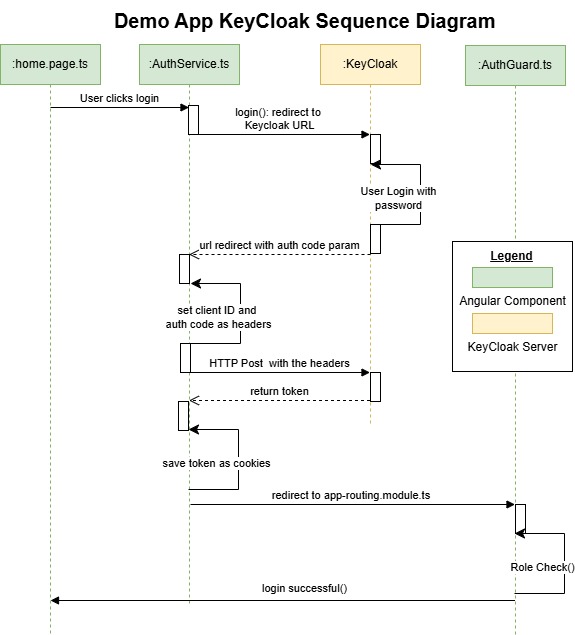 Demo App KeyCloak Sequence Diagram
:home.page.ts
:AuthService.ts
:KeyCloak
:AuthGuard.ts
User clicks login
login(): redirect to
Keycloak URL
User Login with
password
url redirect with auth code param
Legend
Angular Component
KeyCloak Server
set client ID and
auth code as headers
HTTP Post with the headers
return token
save token as cookies
redirect to app-routing.module.ts
Role Check()
login successful()